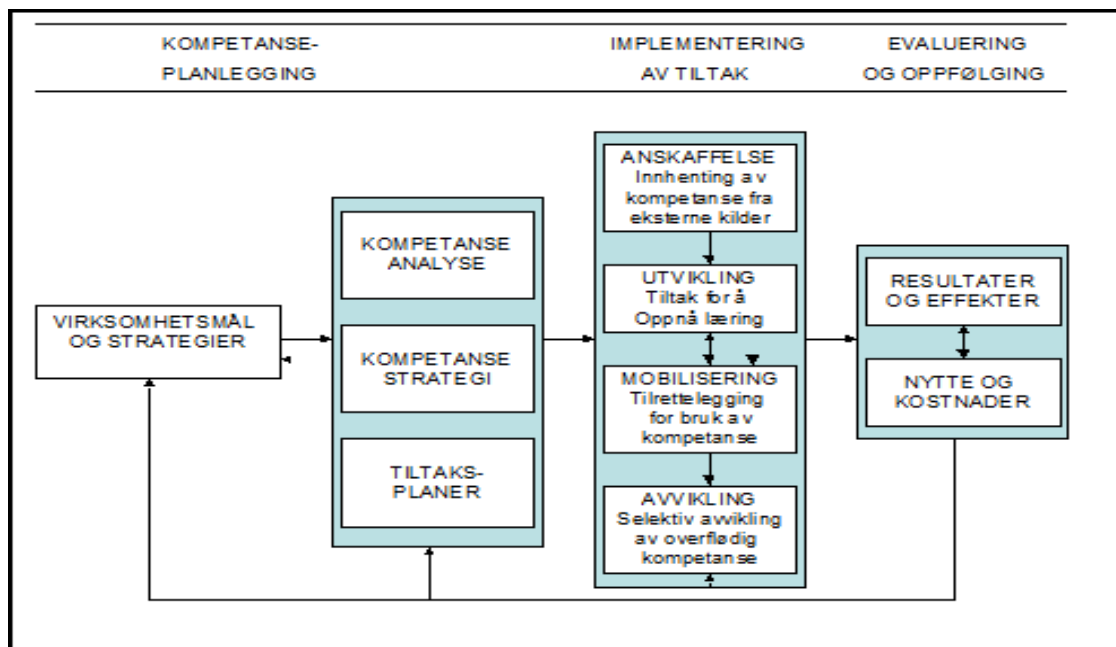 KOMPETANSE-
PLANLEGGING
IMPLEMENTERING
AV TILTAK
EVALUERING
OG OPPFØLGING
VIRKSOMHETSMÅL
OG STRATEGIER
KOMPETANSE
ANALYSE
KOMPETANSE
STRATEGI
TILTAKS-
PLANER
ANSKAFFELSE
Innhenting av
kompetanse fra
eksterne kilder
UTVIKLING
Tiltak for å
Oppnå læring
MOBILISERING
Tilrettelegging
for bruk av
kompetanse
AVVIKLING
Selektiv avvikling
av overflødig
kompetanse
RESULTATER
OG EFFEKTER
NYTTE OG
KOSTNADER